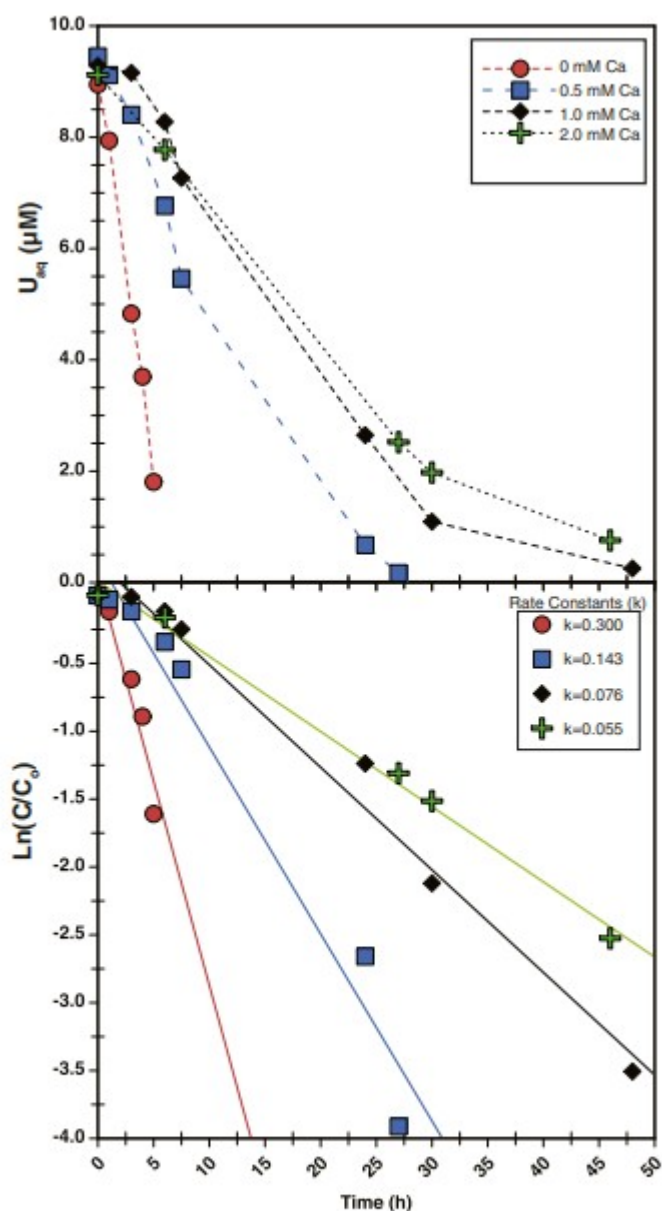 10.0
8.0
6.0
4.0
2.0
0.0
U_aq (µM)
0 mM Ca
0.5 mM Ca
1.0 mM Ca
2.0 mM Ca
-0.5
-1.0
-1.5
-2.0
-2.5
-3.0
-3.5
-4.0
Ln(C/C_o)
Rate Constants (k)
k=0.300
k=0.143
k=0.076
k=0.055
0 5 10 15 20 25 30 35 40 45 50
Time (h)